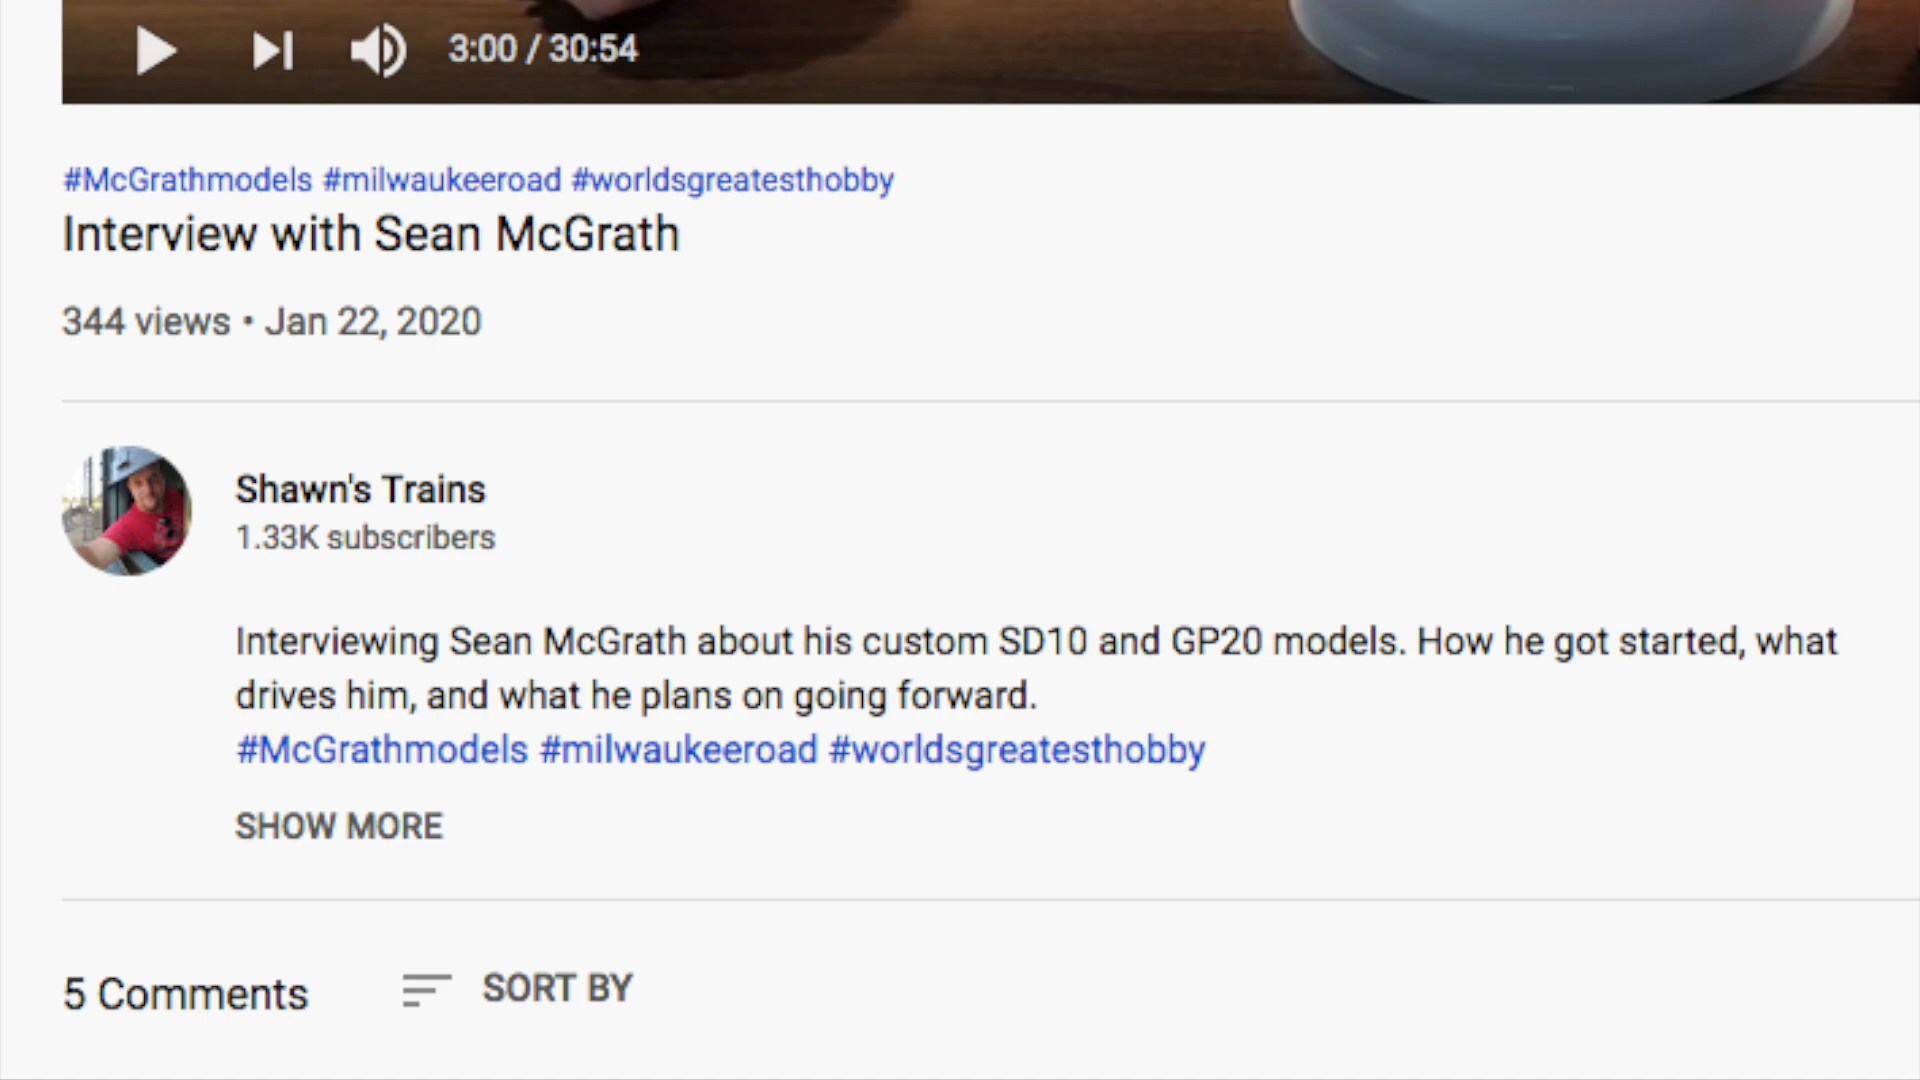 3:00 / 30:54
#McGrathmodels #milwaukeeroad #worldsgreatesthobby
Interview with Sean McGrath
344 views • Jan 22, 2020
Shawn's Trains
1.33K subscribers
Interviewing Sean McGrath about his custom SD10 and GP20 models. How he got started, what
drives him, and what he plans on going forward.
#McGrathmodels #milwaukeeroad #worldsgreatesthobby
SHOW MORE
5 Comments
SORT BY